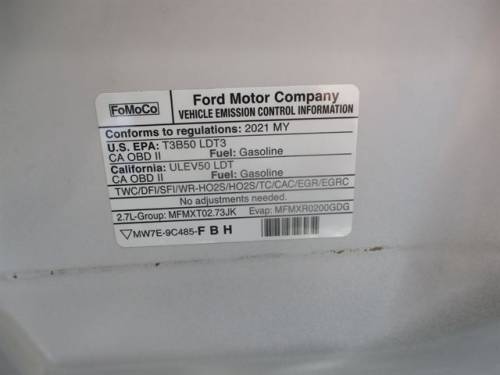 FoMoCo
Ford Motor Company
VEHICLE EMISSION CONTROL INFORMATION
Conforms to regulations: 2021 MY
U.S. EPA: T3B50 LDT3
CA OBD II Fuel: Gasoline
California: ULEV50 LDT
CA OBD II Fuel: Gasoline
TWC/DFI/SFI/WR-HO2S/HO2S/TC/CAC/EGR/EGRC
No adjustments needed.
2.7L-Group: MFMXT02.73JK Evap: MFMXR0200GDG
MW7E-9C485-F B H